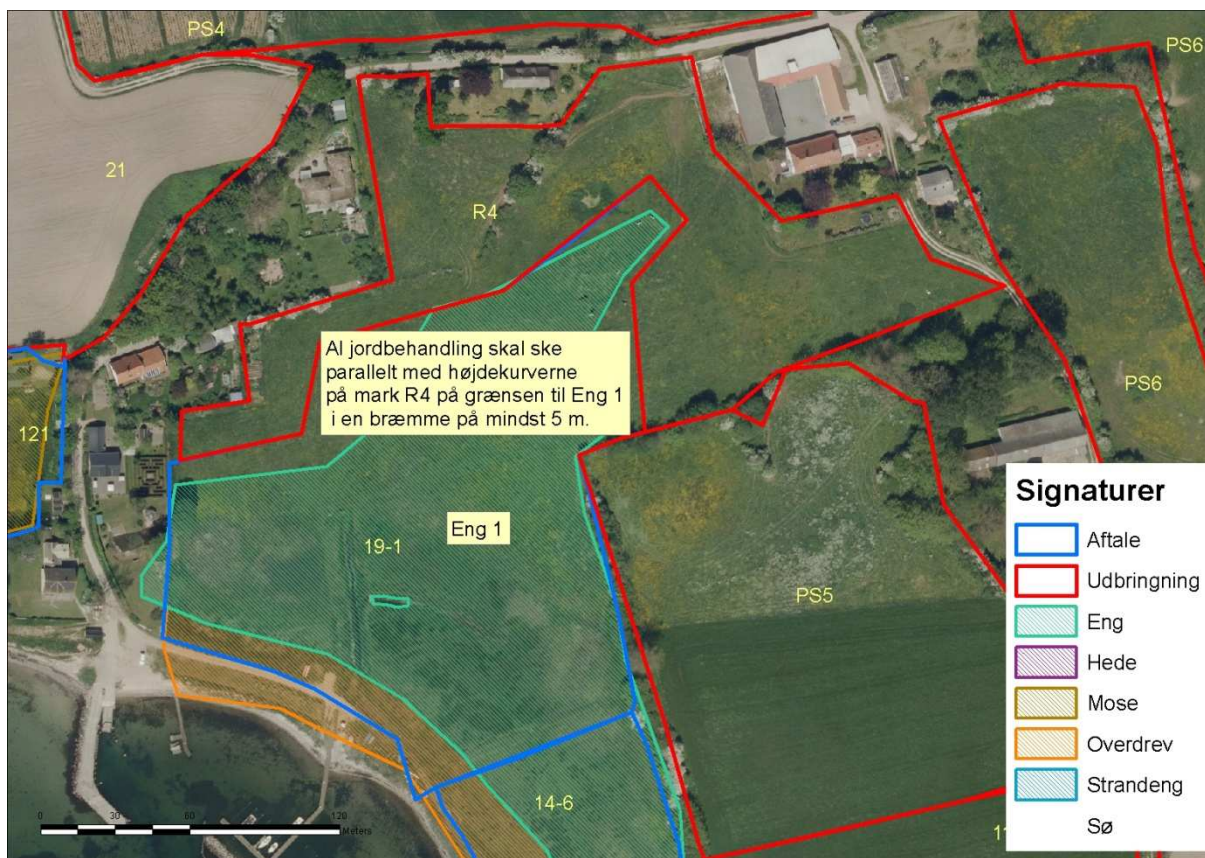 PS4
PS6
21
R4
Al jordbehandling skal ske
parallelt med højdekurverne
på mark R4 på grænsen til Eng 1
i en bræmme på mindst 5 m.
PS6
121
Signaturer
Eng 1
Aftale
19-1
Udbringning
PS5
Eng
Hede
Mose
Overdrev
Strandeng
14-6
Sø
0 30 60 120
Meters